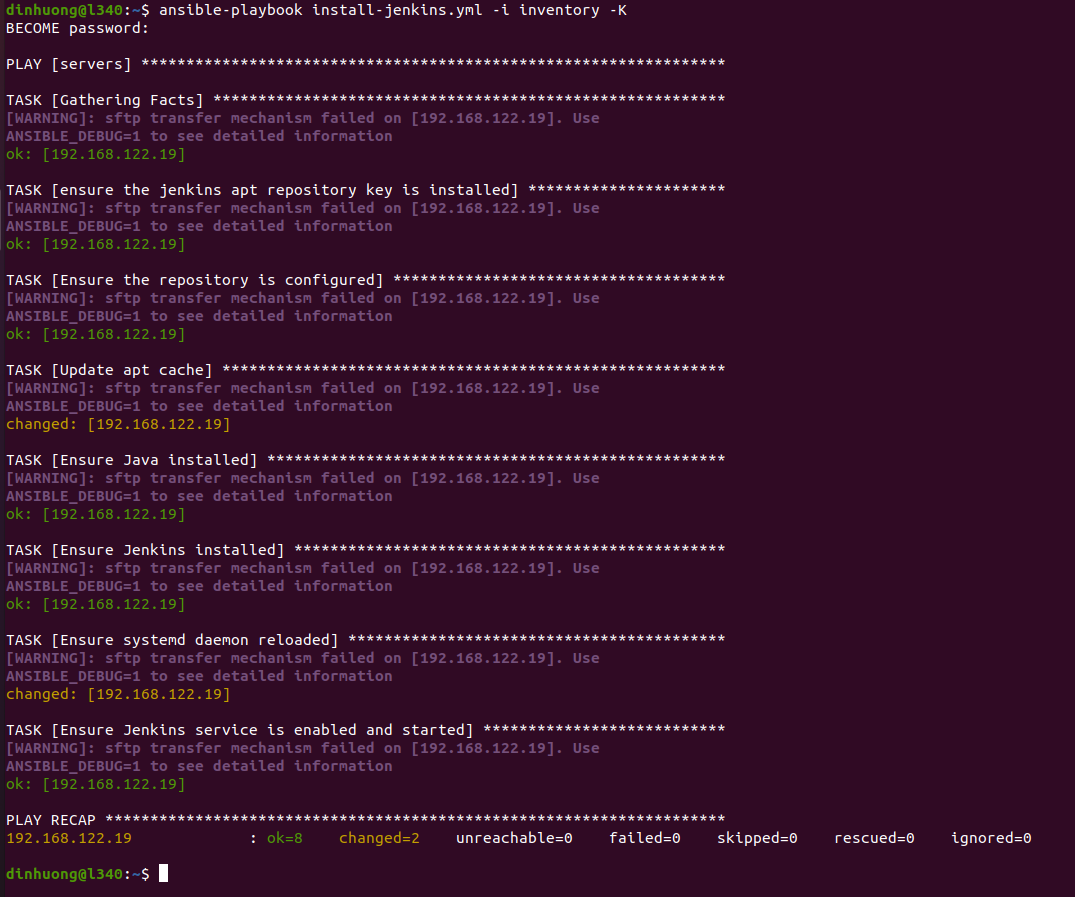 dinhuong@l340:~$ ansible-playbook install-jenkins.yml -i inventory -K
BECOME password:
PLAY [servers] *****************************************************************
TASK [Gathering Facts] *********************************************************
[WARNING]: sftp transfer mechanism failed on [192.168.122.19]. Use
ANSIBLE_DEBUG=1 to see detailed information
ok: [192.168.122.19]
TASK [ensure the jenkins apt repository key is installed] **********************
[WARNING]: sftp transfer mechanism failed on [192.168.122.19]. Use
ANSIBLE_DEBUG=1 to see detailed information
ok: [192.168.122.19]
TASK [Ensure the repository is configured] *************************************
[WARNING]: sftp transfer mechanism failed on [192.168.122.19]. Use
ANSIBLE_DEBUG=1 to see detailed information
ok: [192.168.122.19]
TASK [Update apt cache] ********************************************************
[WARNING]: sftp transfer mechanism failed on [192.168.122.19]. Use
ANSIBLE_DEBUG=1 to see detailed information
changed: [192.168.122.19]
TASK [Ensure Java installed] ***************************************************
[WARNING]: sftp transfer mechanism failed on [192.168.122.19]. Use
ANSIBLE_DEBUG=1 to see detailed information
ok: [192.168.122.19]
TASK [Ensure Jenkins installed] ************************************************
[WARNING]: sftp transfer mechanism failed on [192.168.122.19]. Use
ANSIBLE_DEBUG=1 to see detailed information
ok: [192.168.122.19]
TASK [Ensure systemd daemon reloaded] ******************************************
[WARNING]: sftp transfer mechanism failed on [192.168.122.19]. Use
ANSIBLE_DEBUG=1 to see detailed information
changed: [192.168.122.19]
TASK [Ensure Jenkins service is enabled and started] ***************************
[WARNING]: sftp transfer mechanism failed on [192.168.122.19]. Use
ANSIBLE_DEBUG=1 to see detailed information
ok: [192.168.122.19]
PLAY RECAP *********************************************************************
192.168.122.19             : ok=8    changed=2    unreachable=0    failed=0    skipped=0    rescued=0    ignored=0
dinhuong@l340:~$